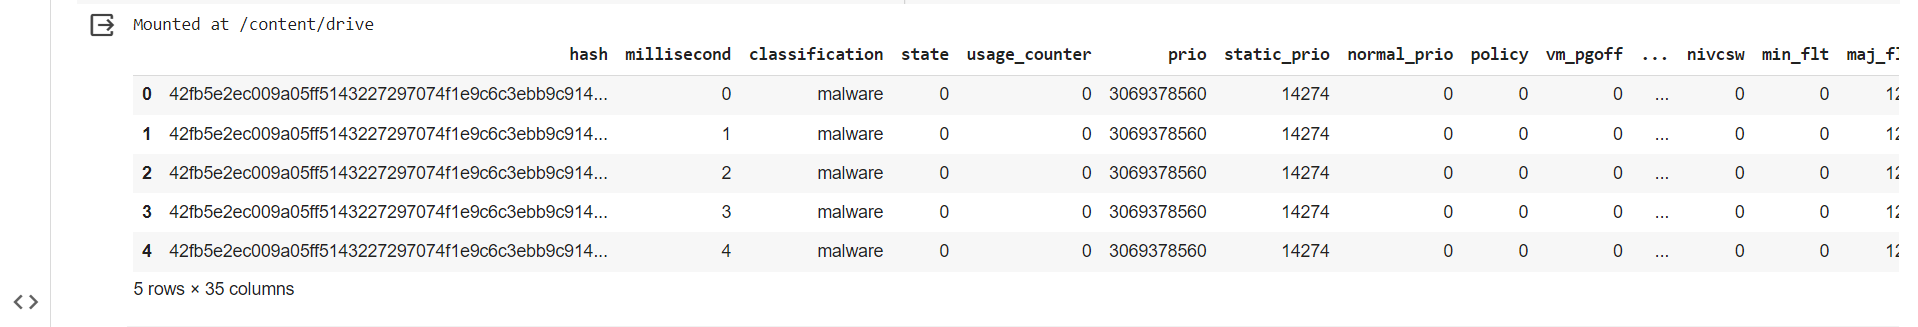 Mounted at /content/drive
hash millisecond classification state usage_counter prio static_prio normal_prio policy vm_pgoff ... nivcsw min_flt
0 42fb5e2ec009a05ff5143227297074f1e9c6c3ebb9c914... 0 malware 0 0 3069378560 14274 0 0 0 ... 0 0
1 42fb5e2ec009a05ff5143227297074f1e9c6c3ebb9c914... 1 malware 0 0 3069378560 14274 0 0 0 ... 0 0
2 42fb5e2ec009a05ff5143227297074f1e9c6c3ebb9c914... 2 malware 0 0 3069378560 14274 0 0 0 ... 0 0
3 42fb5e2ec009a05ff5143227297074f1e9c6c3ebb9c914... 3 malware 0 0 3069378560 14274 0 0 0 ... 0 0
4 42fb5e2ec009a05ff5143227297074f1e9c6c3ebb9c914... 4 malware 0 0 3069378560 14274 0 0 0 ... 0 0
5 rows × 35 columns